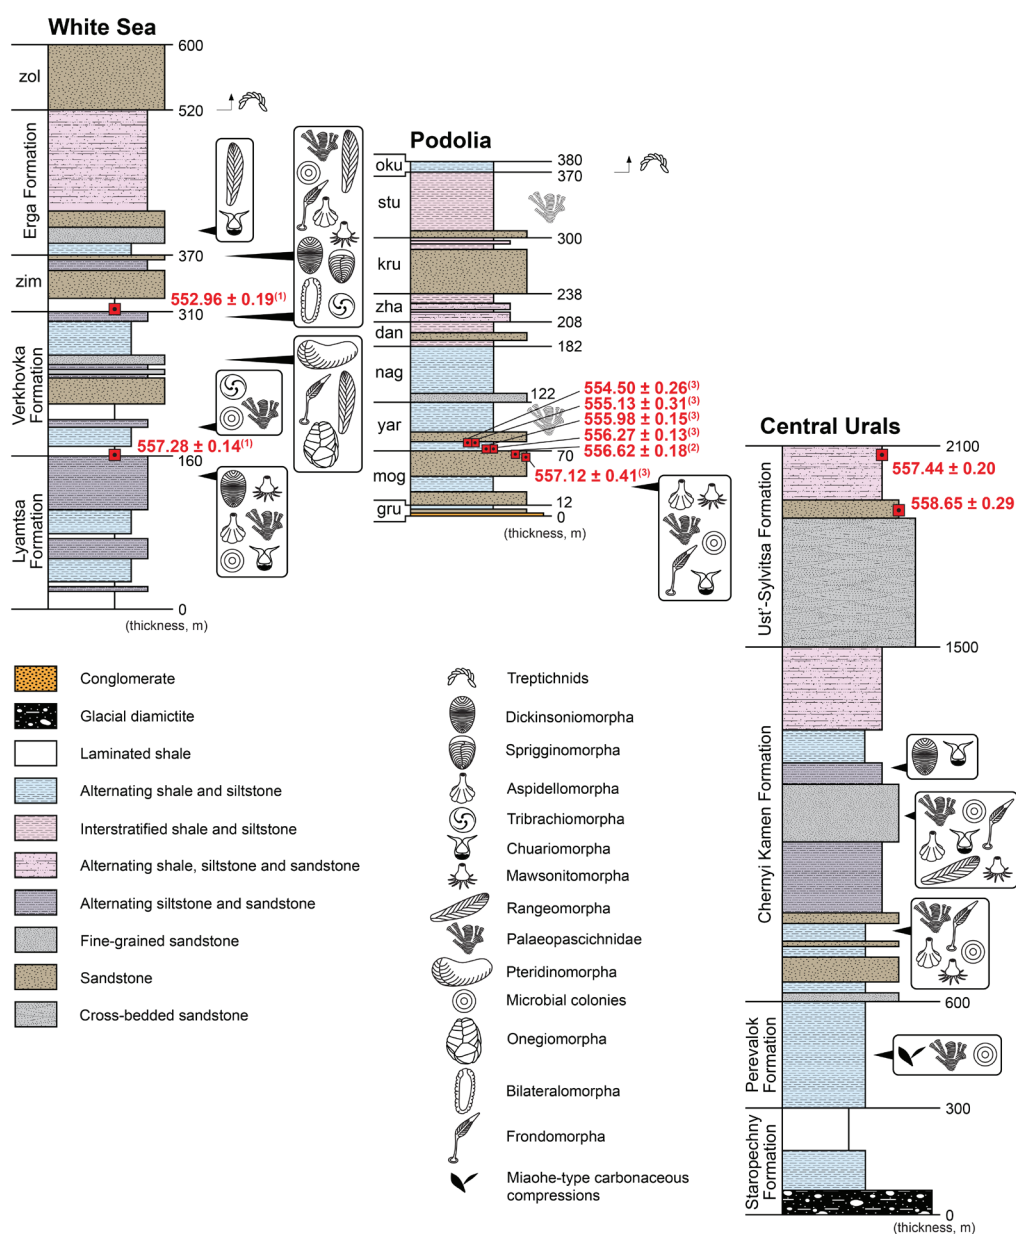 White Sea
600
zol
520
Erga Formation
370
zim
552.96 ± 0.19(1)
310
Verkhovka
Formation
557.28 ± 0.14(1)
160
Lyamtsa
Formation
0
(thickness, m)
Podolia
oku
380
370
stu
300
kru
238
zha
208
dan
182
nag
122
554.50 ± 0.26(3)
555.13 ± 0.31(3)
555.98 ± 0.15(3)
yar
556.27 ± 0.13(3)
556.62 ± 0.18(2)
70
mog
557.12 ± 0.41(3)
12
gru
0
(thickness, m)
Central Urals
2100
557.44 ± 0.20
558.65 ± 0.29
Ust'-Sylvitsa Formation
1500
Chernyi Kamen Formation
600
Perevalok
Formation
300
Staropechny
Formation
0
(thickness, m)
Conglomerate
Glacial diamictite
Laminated shale
Alternating shale and siltstone
Interstratified shale and siltstone
Alternating shale, siltstone and sandstone
Alternating siltstone and sandstone
Fine-grained sandstone
Sandstone
Cross-bedded sandstone
Treptichnids
Dickinsoniomorpha
Sprigginomorpha
Aspidellomorpha
Tribrachiomorpha
Chuariomorpha
Mawsonitomorpha
Rangeomorpha
Palaeopascichnidae
Pteridinomorpha
Microbial colonies
Onegiomorpha
Bilateralomorpha
Frondomorpha
Miaohe-type carbonaceous
compressions